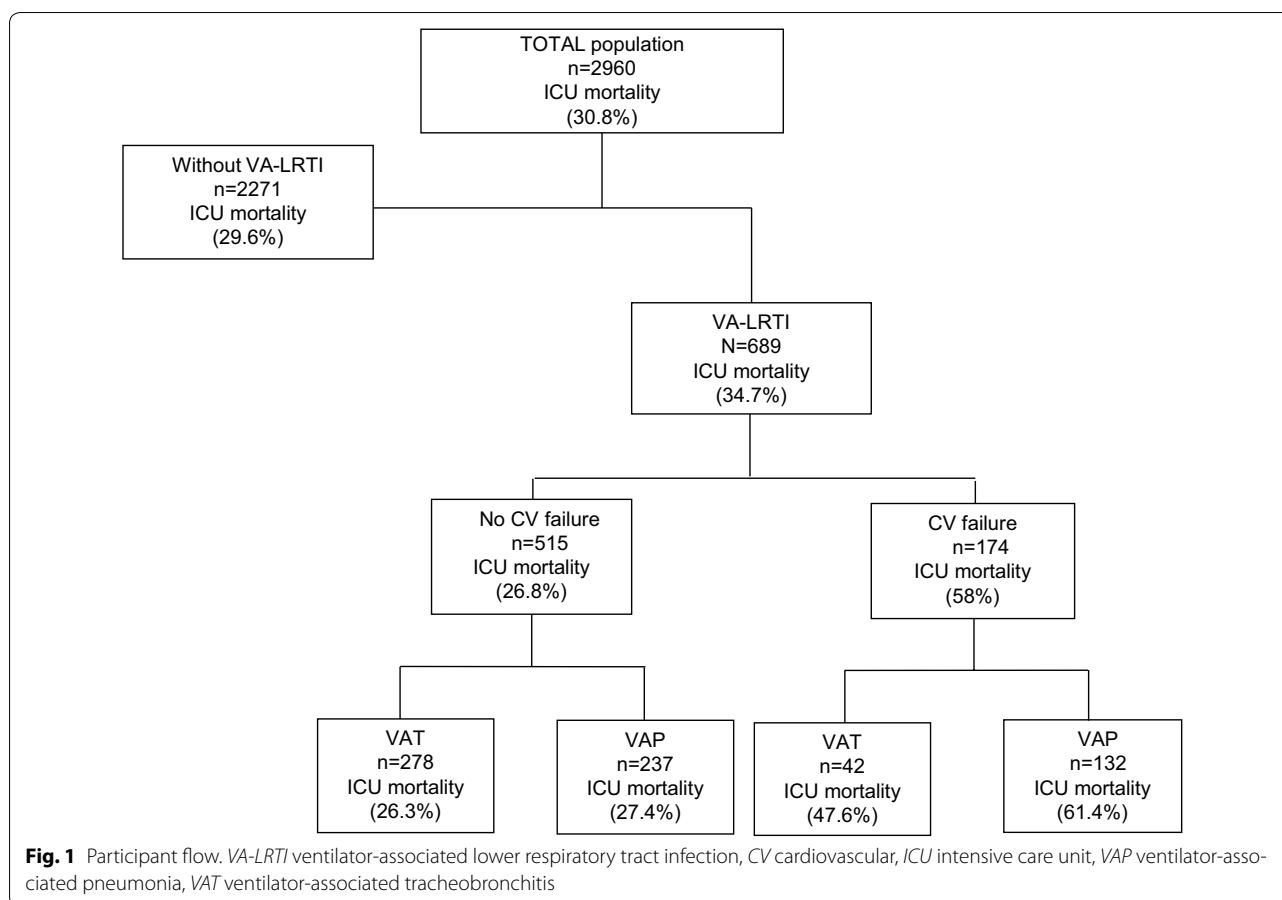 TOTAL population
n=2960
ICU mortality
(30.8%)
Without VA-LRTI
n=2271
ICU mortality
(29.6%)
VA-LRTI
N=689
ICU mortality
(34.7%)
No CV failure
n=515
ICU mortality
(26.8%)
CV failure
n=174
ICU mortality
(58%)
VAT
n=278
ICU mortality
(26.3%)
VAP
n=237
ICU mortality
(27.4%)
VAT
n=42
ICU mortality
(47.6%)
VAP
n=132
ICU mortality
(61.4%)
Fig. 1 Participant flow. VA-LRTI ventilator-associated lower respiratory tract infection, CV cardiovascular, ICU intensive care unit, VAP ventilator-asso-
ciated pneumonia, VAT ventilator-associated tracheobronchitis